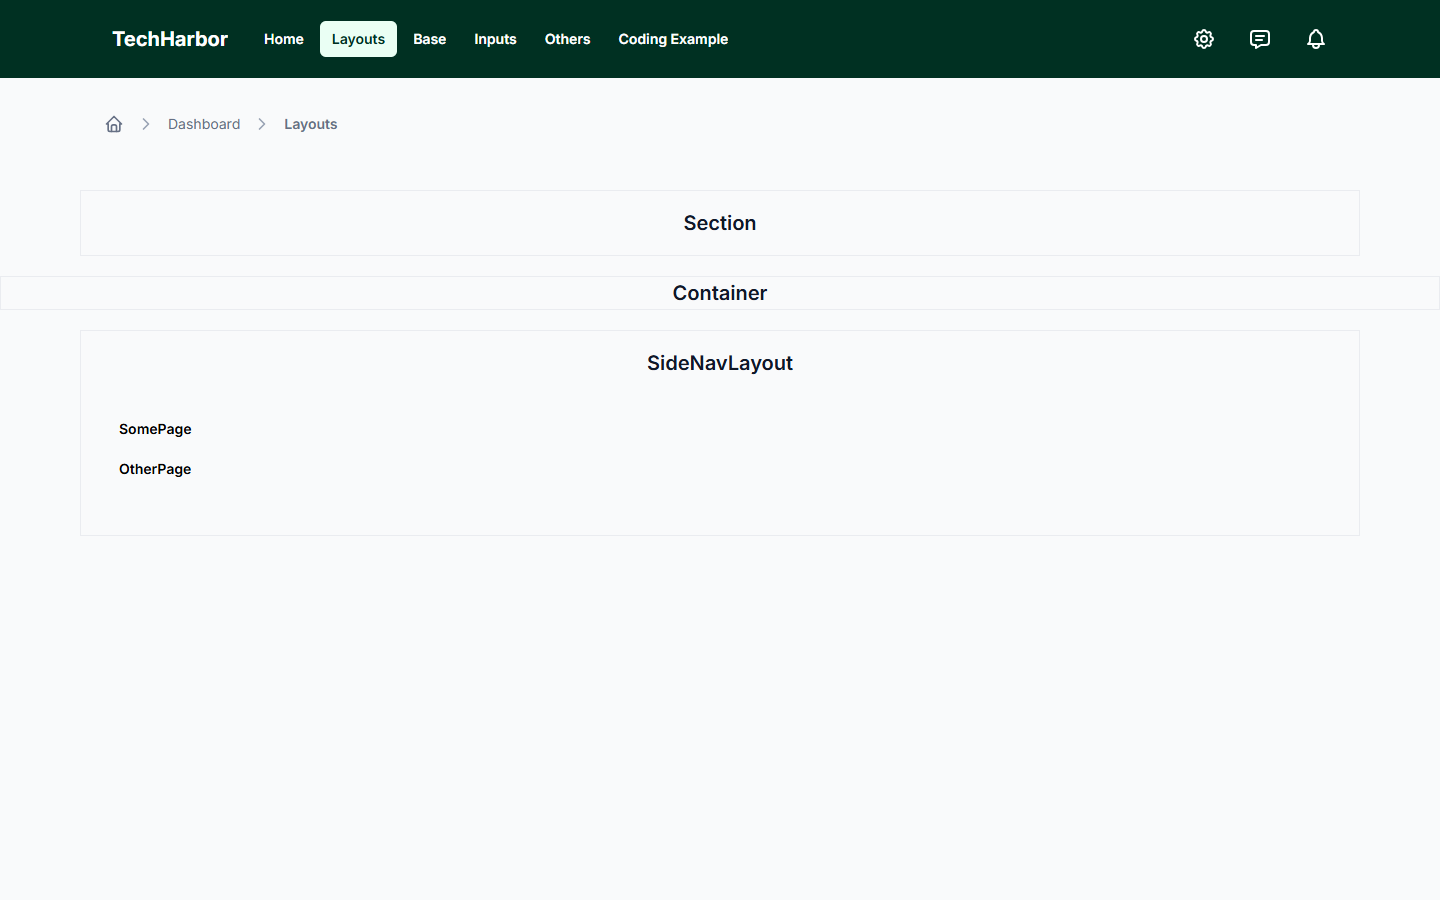 TechHarbor Home Layouts Base Inputs Others Coding Example
Dashboard Layouts
Section
Container
SideNavLayout
SomePage
OtherPage